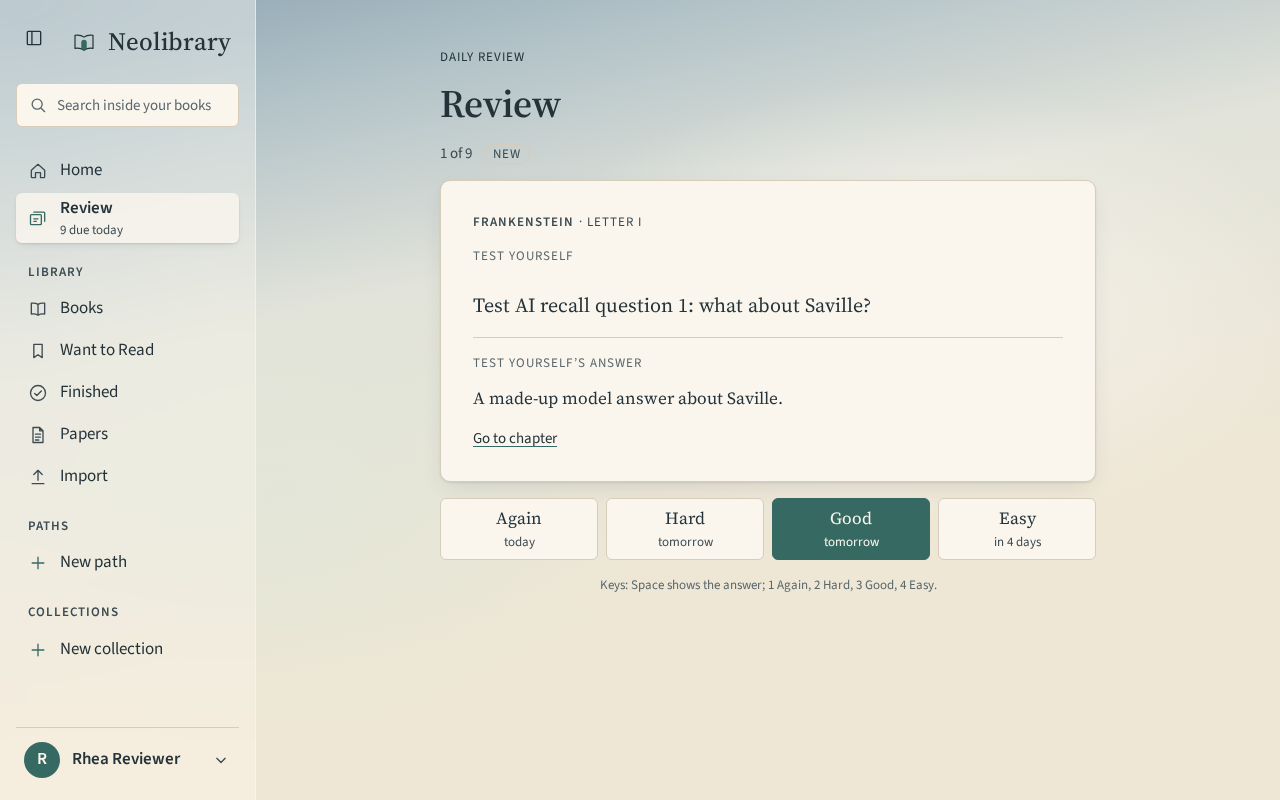 Neolibrary
Search inside your books
Home
Review
9 due today
LIBRARY
Books
Want to Read
Finished
Papers
Import
PATHS
New path
COLLECTIONS
New collection
R
Rhea Reviewer
DAILY REVIEW
Review
1 of 9 NEW
FRANKENSTEIN · LETTER I
TEST YOURSELF
Test AI recall question 1: what about Saville?
TEST YOURSELF’S ANSWER
A made-up model answer about Saville.
Go to chapter
Again
today
Hard
tomorrow
Good
tomorrow
Easy
in 4 days
Keys: Space shows the answer; 1 Again, 2 Hard, 3 Good, 4 Easy.